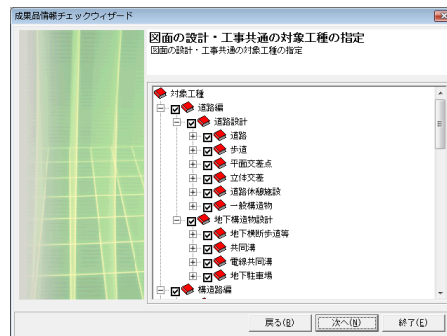 成果品情報チェックウィザード
図面の設計・工事共通の対象工種の指定
図面の設計・工事共通の対象工種の指定
対象工種
道路編
道路設計
道路
歩道
平面交差点
立体交差
道路休憩施設
一般構造物
地下構造物設計
地下横断歩道等
共同溝
電線共同溝
地下駐車場
構造路編
戻る(B)
次へ(N)
終了(E)